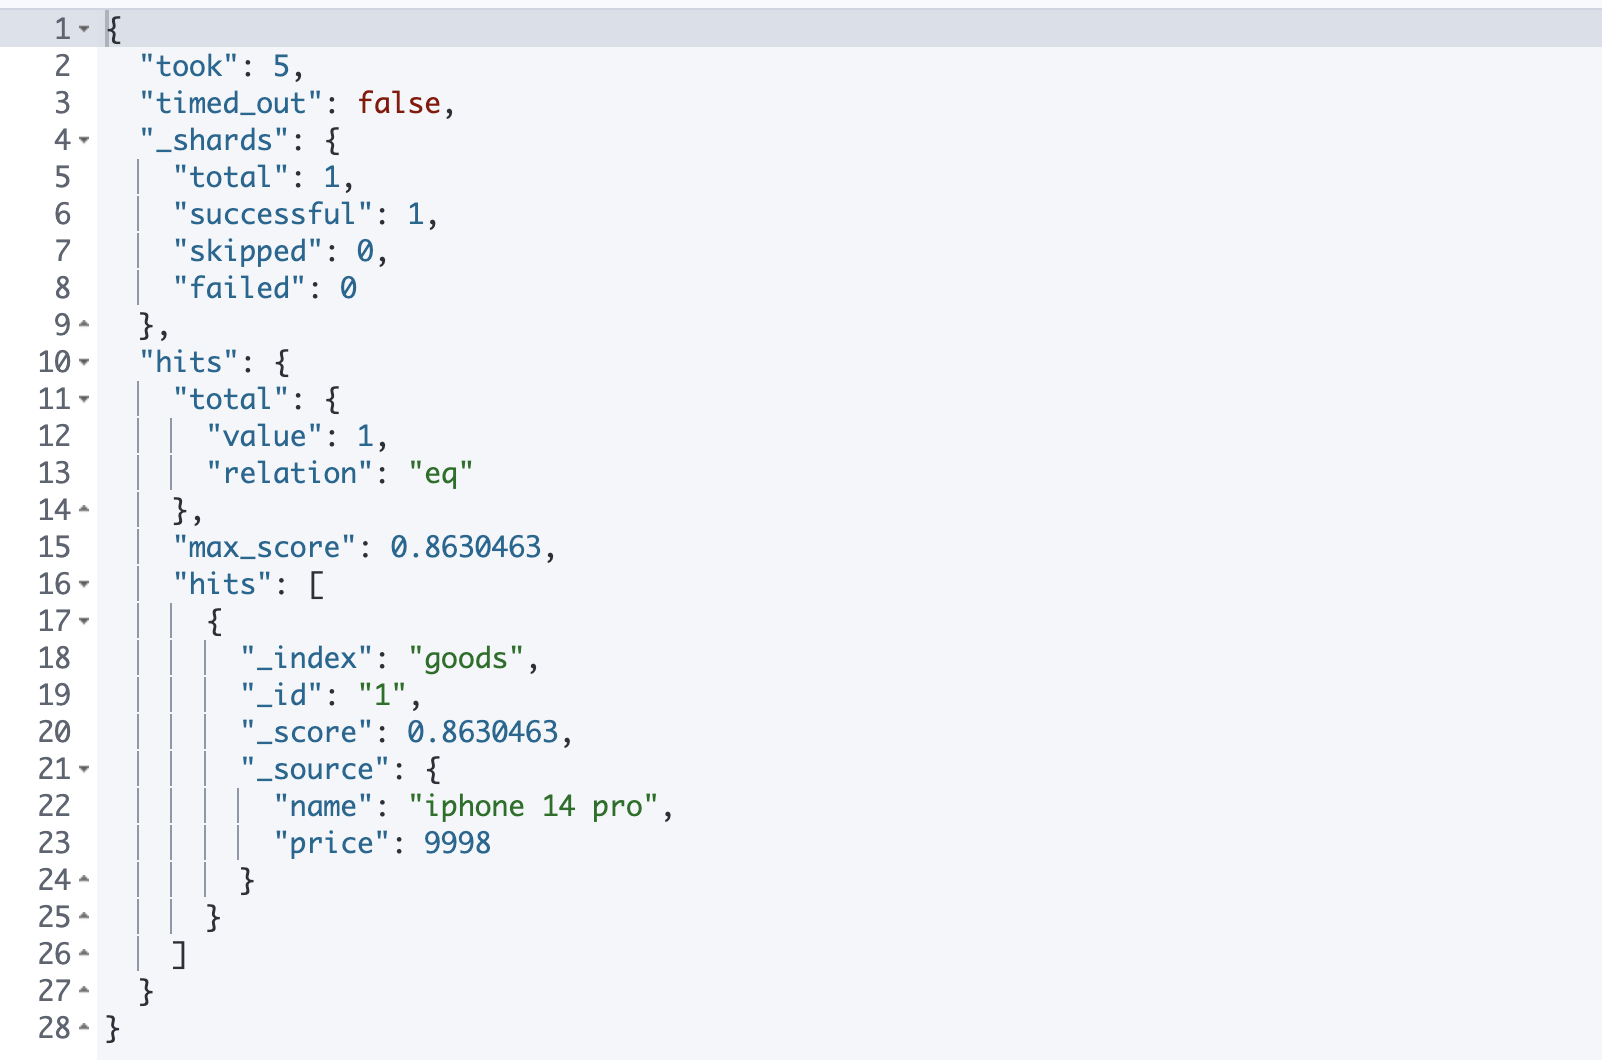 1 {
2 "took": 5,
3 "timed_out": false,
4 "_shards": {
5 "total": 1,
6 "successful": 1,
7 "skipped": 0,
8 "failed": 0
9 },
10 "hits": {
11 "total": {
12 "value": 1,
13 "relation": "eq"
14 },
15 "max_score": 0.8630463,
16 "hits": [
17 {
18 "_index": "goods",
19 "_id": "1",
20 "_score": 0.8630463,
21 "_source": {
22 "name": "iphone 14 pro",
23 "price": 9998
24 }
25 }
26 ]
27 }
28 }